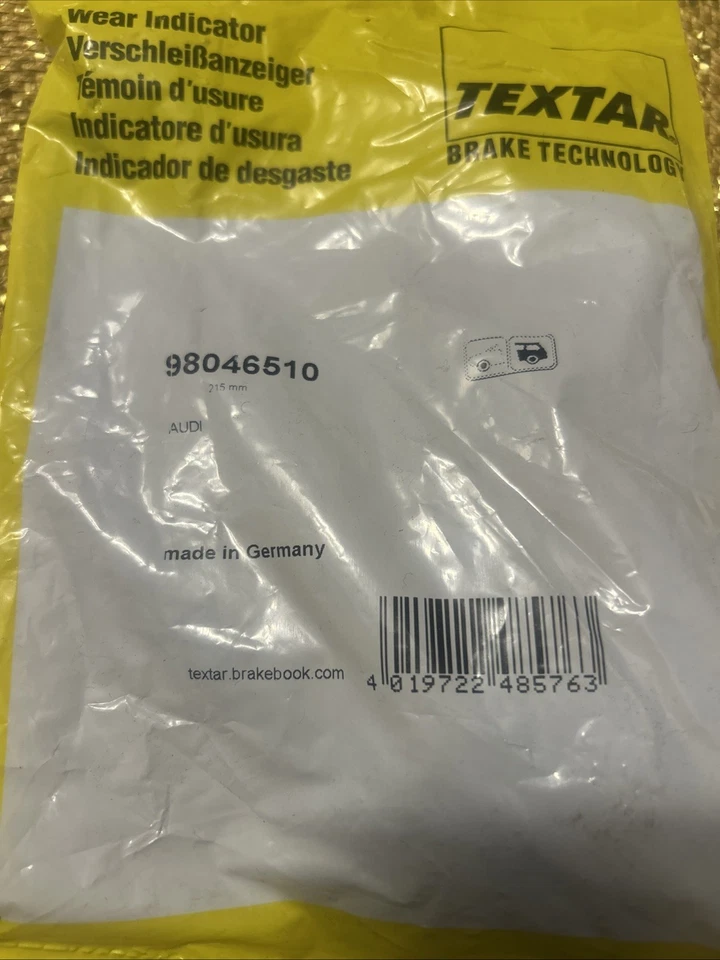 Wear Indicator
Verschleißanzeiger
Témoin d'usure
Indicatore d'usura
Indicador de desgaste
TEXTAR
BRAKE TECHNOLOGY
98046510
215 mm
AUDI
made in Germany
textar.brakebook.com
4 019722 485763